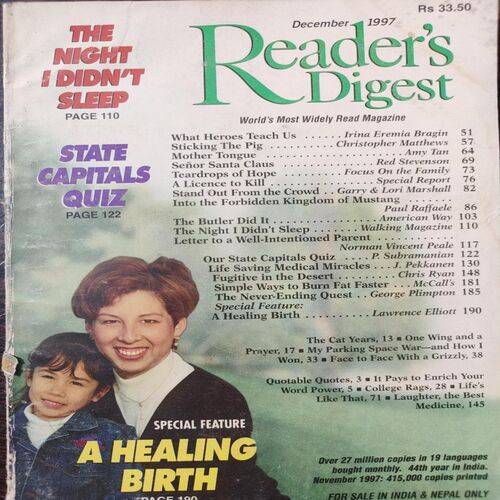 Rs 33.50
December 1997
Reader's
Digest
World's Most Widely Read Magazine
THE
NIGHT
I DIDN'T
SLEEP
PAGE 110
STATE
CAPITALS
QUIZ
PAGE 122
What Heroes Teach Us . . . . . . Irina Eremia Bragin 51
Sticking The Pig . . . . . . . . . Christopher Matthews 57
Mother Tongue . . . . . . . . . . . . . . . . . . . Amy Tan 64
Señor Santa Claus . . . . . . . . . . . . . Red Stevenson 69
Teardrops of Hope . . . . . . . Focus On the Family 73
A Licence to Kill . . . . . . . . . . . . . . Special Report 76
Stand Out From the Crowd . . Garry & Lori Marshall 82
Into the Forbidden Kingdom of Mustang . . . . . . . .
Paul Raffaele 86
The Butler Did It . . . . . . . . . . . . . American Way 103
The Night I Didn't Sleep . . . . . . Walking Magazine 110
Letter to a Well-Intentioned Parent . . . . . . . . . .
Norman Vincent Peale 117
Our State Capitals Quiz . . . . . P. Subramanian 122
Life Saving Medical Miracles . . . J. Pekkanen 130
Fugitive in the Desert . . . . . . . . . . . Chris Ryan 148
Simple Ways to Burn Fat Faster . . . McCall's 181
The Never-Ending Quest . . George Plimpton 185
Special Feature:
A Healing Birth . . . . . . . . . . . Lawrence Elliott 190
The Cat Years, 13 ■ One Wing and a
Prayer, 17 ■ My Parking Space War—and How I
Won, 33 ■ Face to Face With a Grizzly, 38
Quotable Quotes, 3 ■ It Pays to Enrich Your
Word Power, 5 ■ College Rags, 28 ■ Life's
Like That, 71 ■ Laughter, the Best
Medicine, 145
SPECIAL FEATURE
A HEALING
BIRTH
PAGE 190
Over 27 million copies in 19 languages
bought monthly. 44th year in India.
November 1997: 415,000 copies printed
FOR SALE IN INDIA & NEPAL ONLY